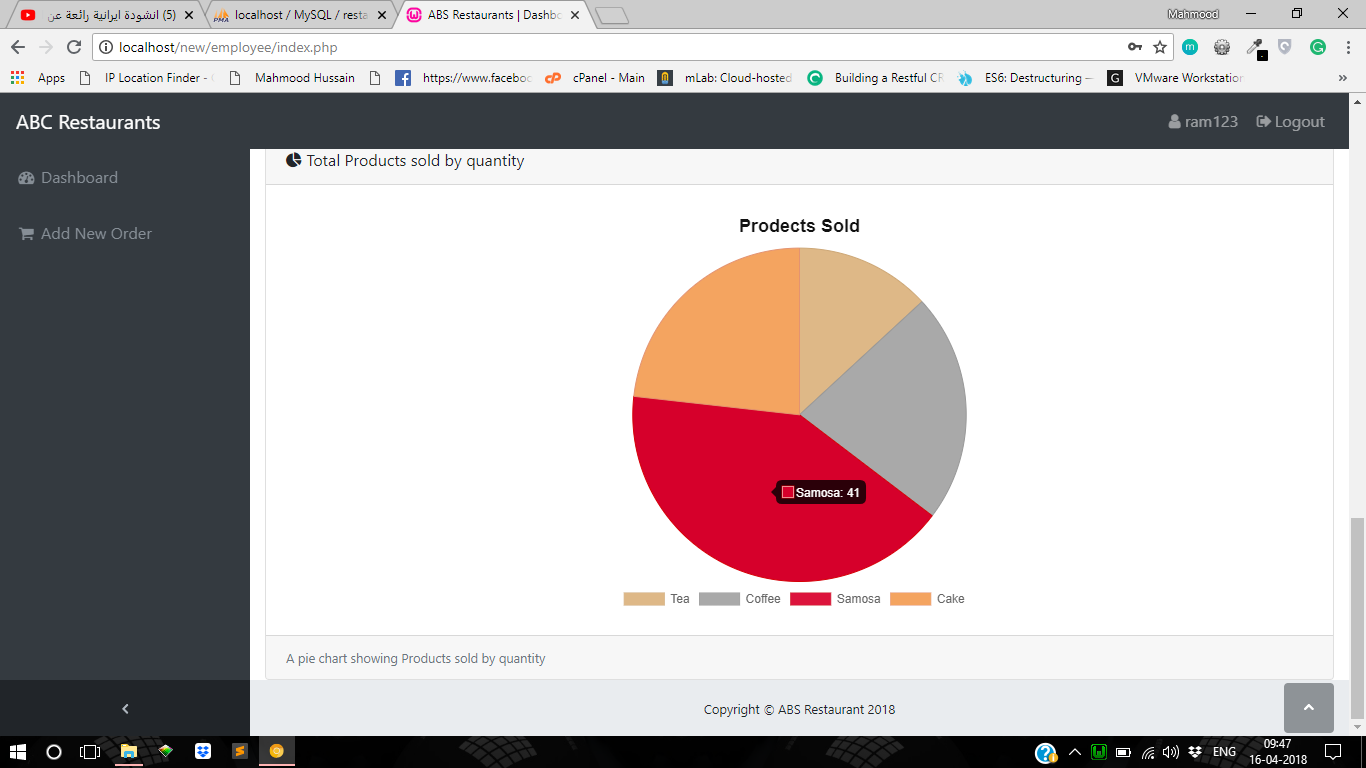 (5) انشودة ايرانية رائعة عن
localhost / MySQL / resta
ABS Restaurants | Dashbo
Mahmood
localhost/new/employee/index.php
Apps
IP Location Finder -
Mahmood Hussain
https://www.faceboo
cPanel - Main
mLab: Cloud-hosted
Building a Restful CR
ES6: Destructuring —
VMware Workstation
ABC Restaurants
ram123
Logout
Dashboard
Add New Order
Total Products sold by quantity
Prodects Sold
Samosa: 41
Tea
Coffee
Samosa
Cake
A pie chart showing Products sold by quantity
Copyright © ABS Restaurant 2018
ENG
09:47
16-04-2018